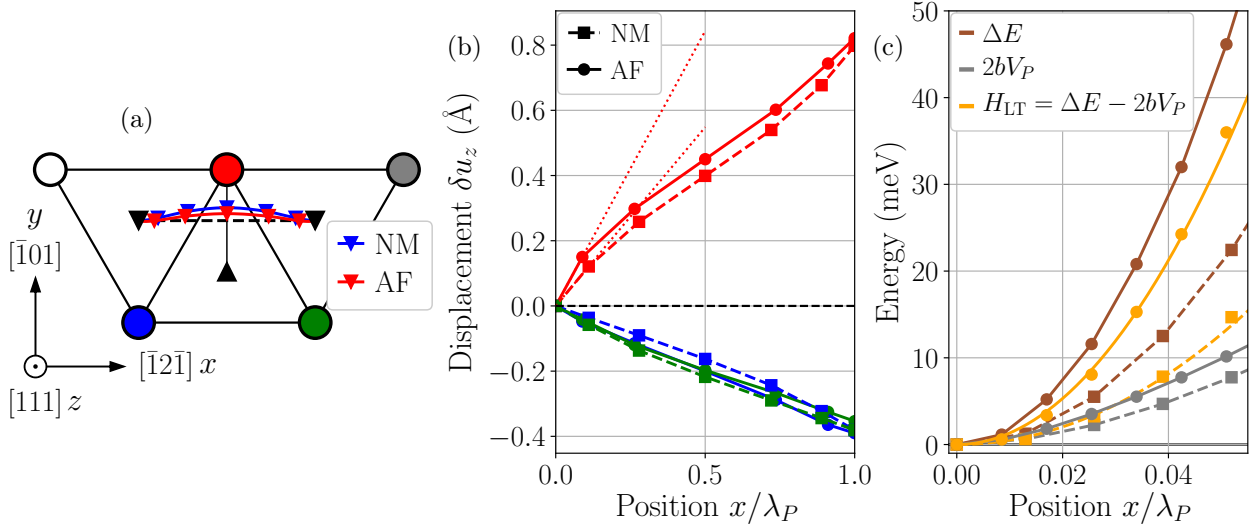 (a)
y
[1̄01]
[1̄21̄] x
[111] z
NM
AF
(b)
NM
AF
Displacement δu_z (Å)
0.8
0.6
0.4
0.2
0.0
−0.2
−0.4
0.0
0.5
1.0
Position x/λ_P
(c)
ΔE
2bV_P
H_LT = ΔE − 2bV_P
Energy (meV)
50
40
30
20
10
0
0.00
0.02
0.04
Position x/λ_P